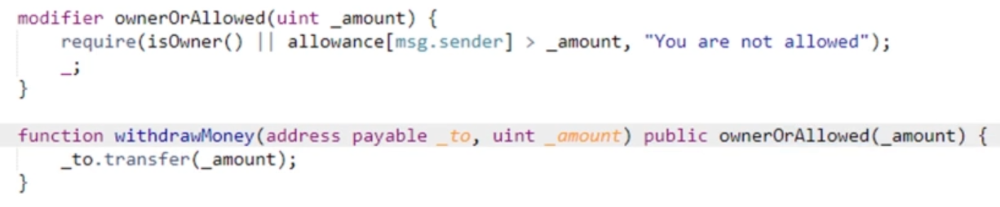 modifier ownerOrAllowed(uint _amount) {
    require(isOwner() || allowance[msg.sender] > _amount, "You are not allowed");
    _;
}
function withdrawMoney(address payable _to, uint _amount) public ownerOrAllowed(_amount) {
    _to.transfer(_amount);
}